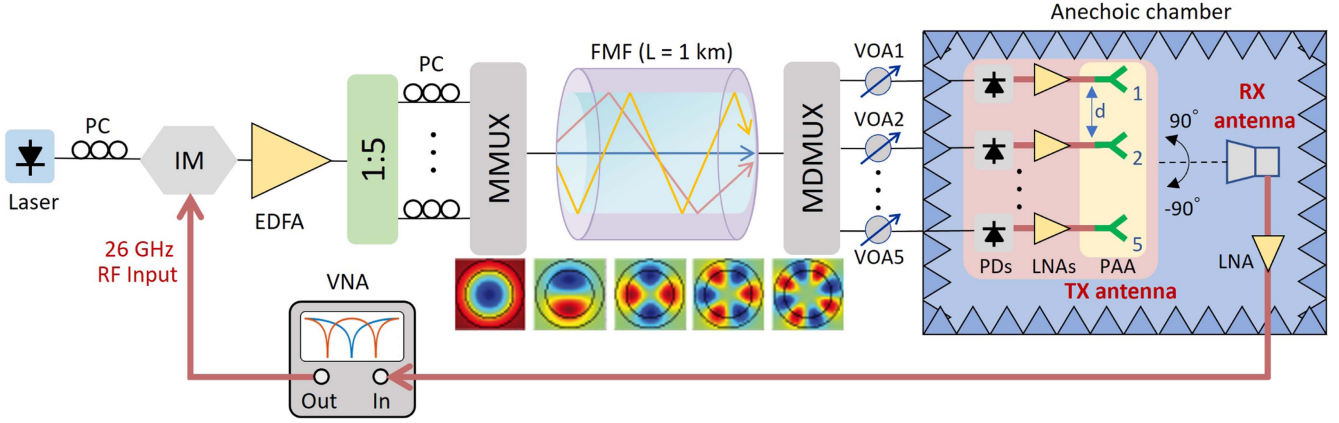 Anechoic chamber
FMF (L = 1 km)
VOA1
PC
PC
Laser
IM
EDFA
1:5
MMUX
MDMUX
VOA2
VOA5
1
d
2
5
PDs
LNAs
PAA
TX antenna
90°
-90°
RX
antenna
LNA
26 GHz
RF Input
VNA
Out
In